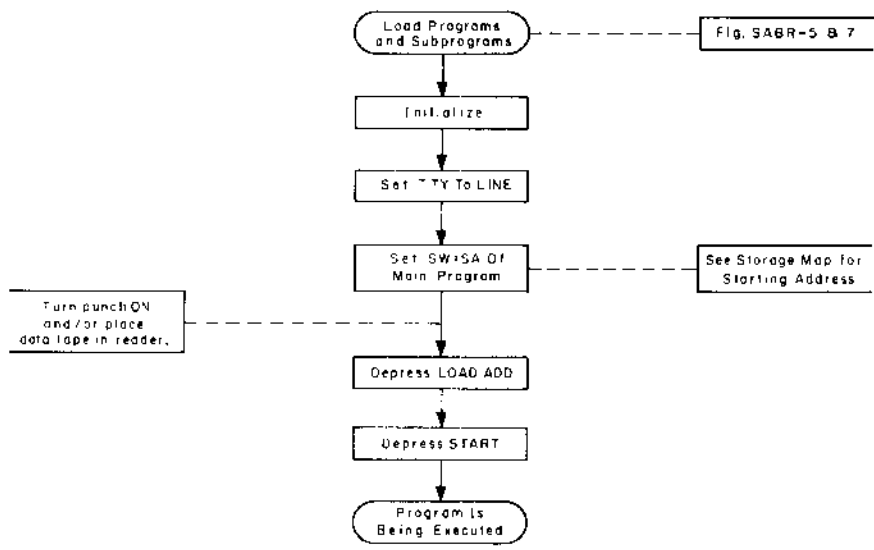 Load Programs
and Subprograms
Fig. SABR-5 & 7
Initialize
Set TTY To LINE
Set SW=SA Of
Main Program
See Storage Map For
Starting Address
Turn punch ON
and/or place
data tape in reader.
Depress LOAD ADD
Depress START
Program Is
Being Executed